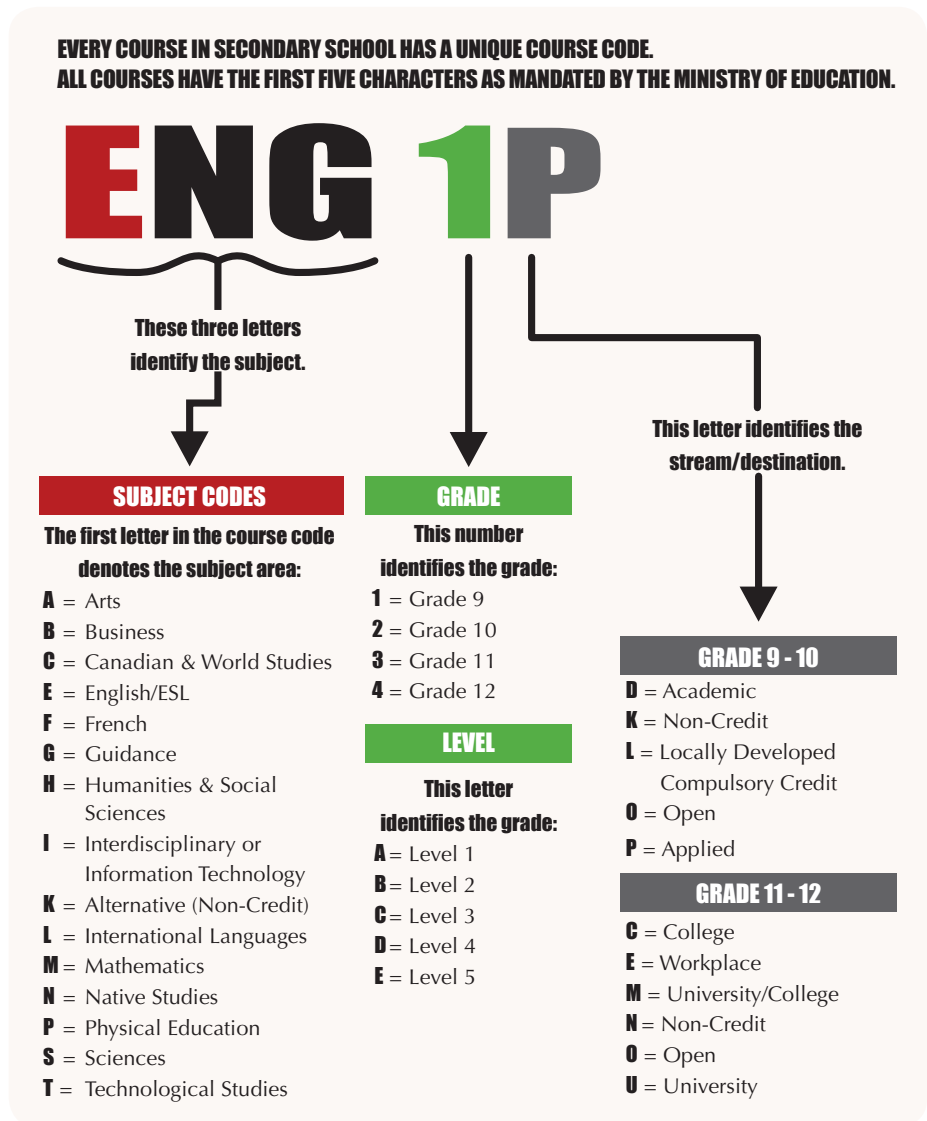 EVERY COURSE IN SECONDARY SCHOOL HAS A UNIQUE COURSE CODE.
ALL COURSES HAVE THE FIRST FIVE CHARACTERS AS MANDATED BY THE MINISTRY OF EDUCATION.
ENG 1P
These three letters
identify the subject.
This letter identifies the
stream/destination.
SUBJECT CODES
The first letter in the course code
denotes the subject area:
A = Arts
B = Business
C = Canadian & World Studies
E = English/ESL
F = French
G = Guidance
H = Humanities & Social
Sciences
I = Interdisciplinary or
Information Technology
K = Alternative (Non-Credit)
L = International Languages
M = Mathematics
N = Native Studies
P = Physical Education
S = Sciences
T = Technological Studies
GRADE
This number
identifies the grade:
1 = Grade 9
2 = Grade 10
3 = Grade 11
4 = Grade 12
LEVEL
This letter
identifies the grade:
A = Level 1
B = Level 2
C = Level 3
D = Level 4
E = Level 5
GRADE 9 - 10
D = Academic
K = Non-Credit
L = Locally Developed
Compulsory Credit
O = Open
P = Applied
GRADE 11 - 12
C = College
E = Workplace
M = University/College
N = Non-Credit
O = Open
U = University